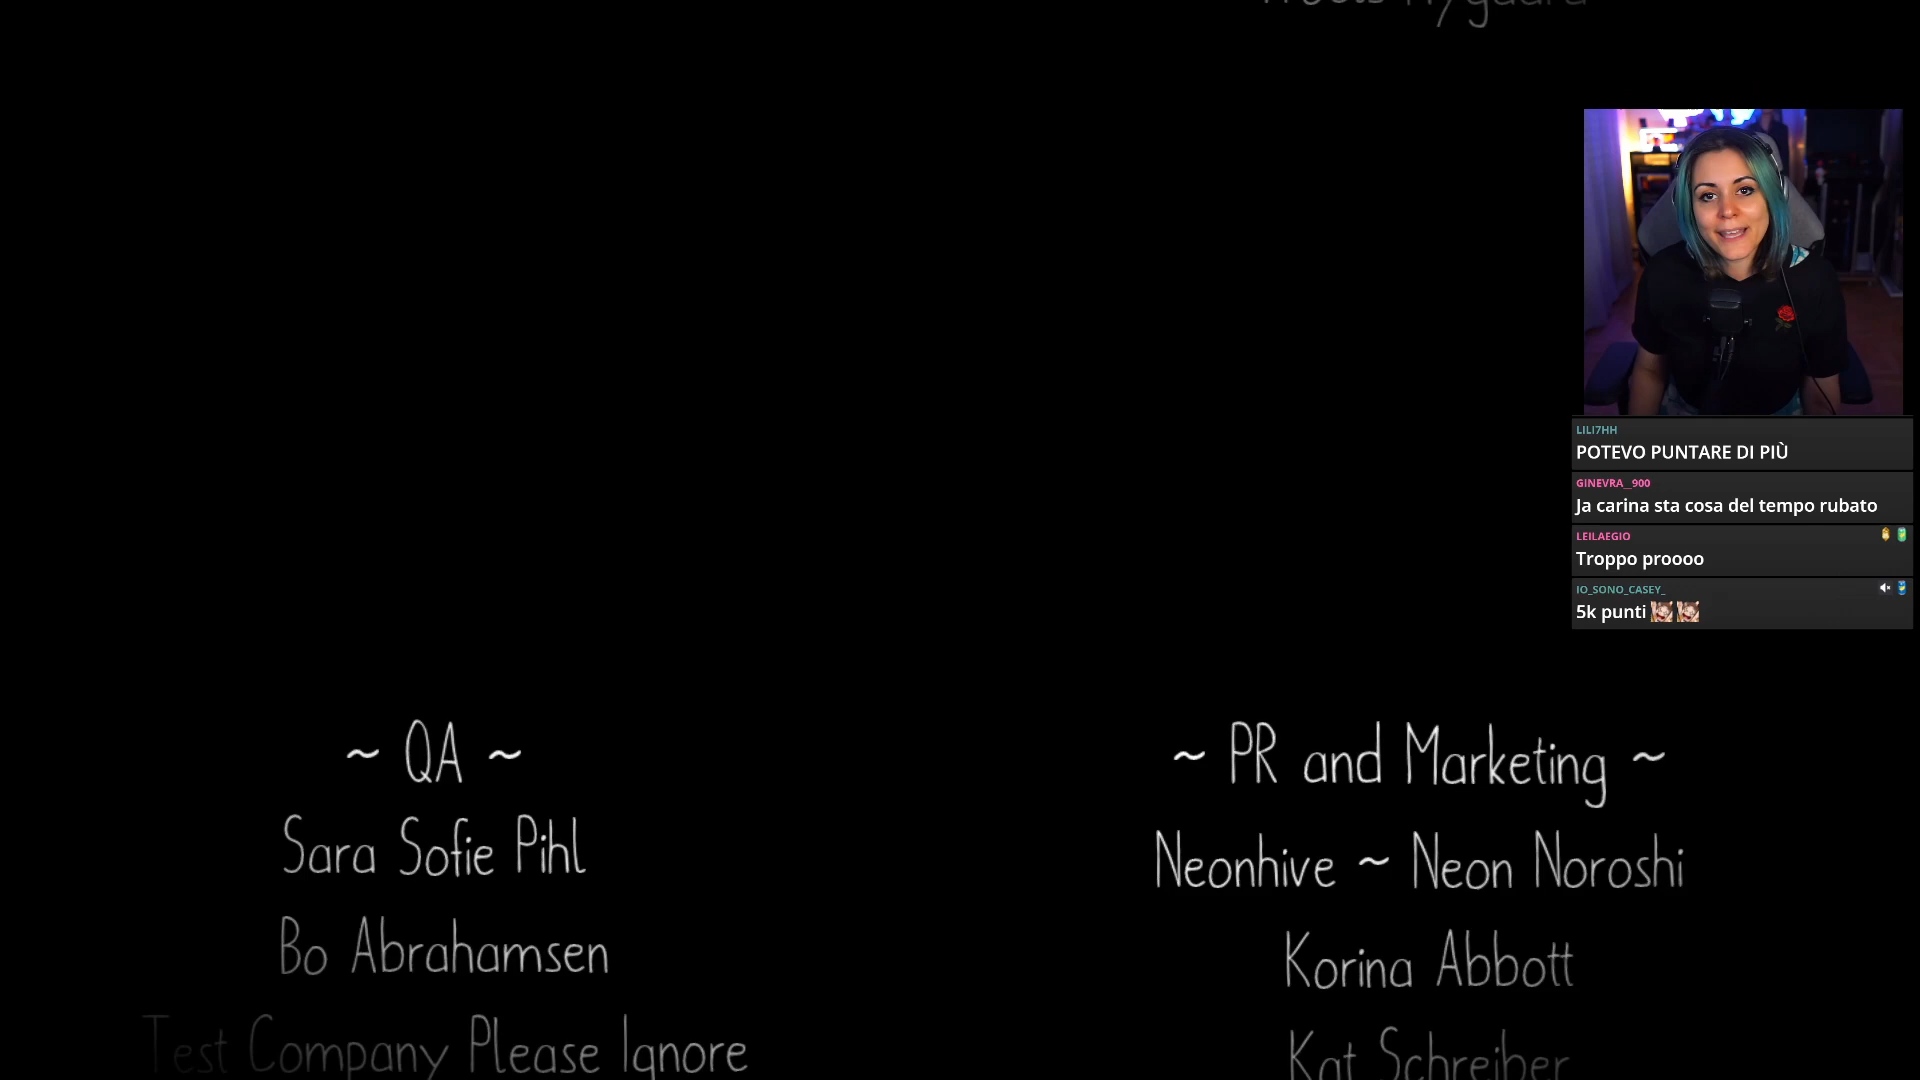 LILI7HH
POTEVO PUNTARE DI PIÙ
GINEVRA__900
Ja carina sta cosa del tempo rubato
LEILAEGIO
Troppo proooo
IO_SONO_CASEY_
5k punti
~ QA ~
Sara Sofie Pihl
Bo Abrahamsen
Test Company Please Ignore
~ PR and Marketing ~
Neonhive ~ Neon Noroshi
Korina Abbott
Kat Schreiber